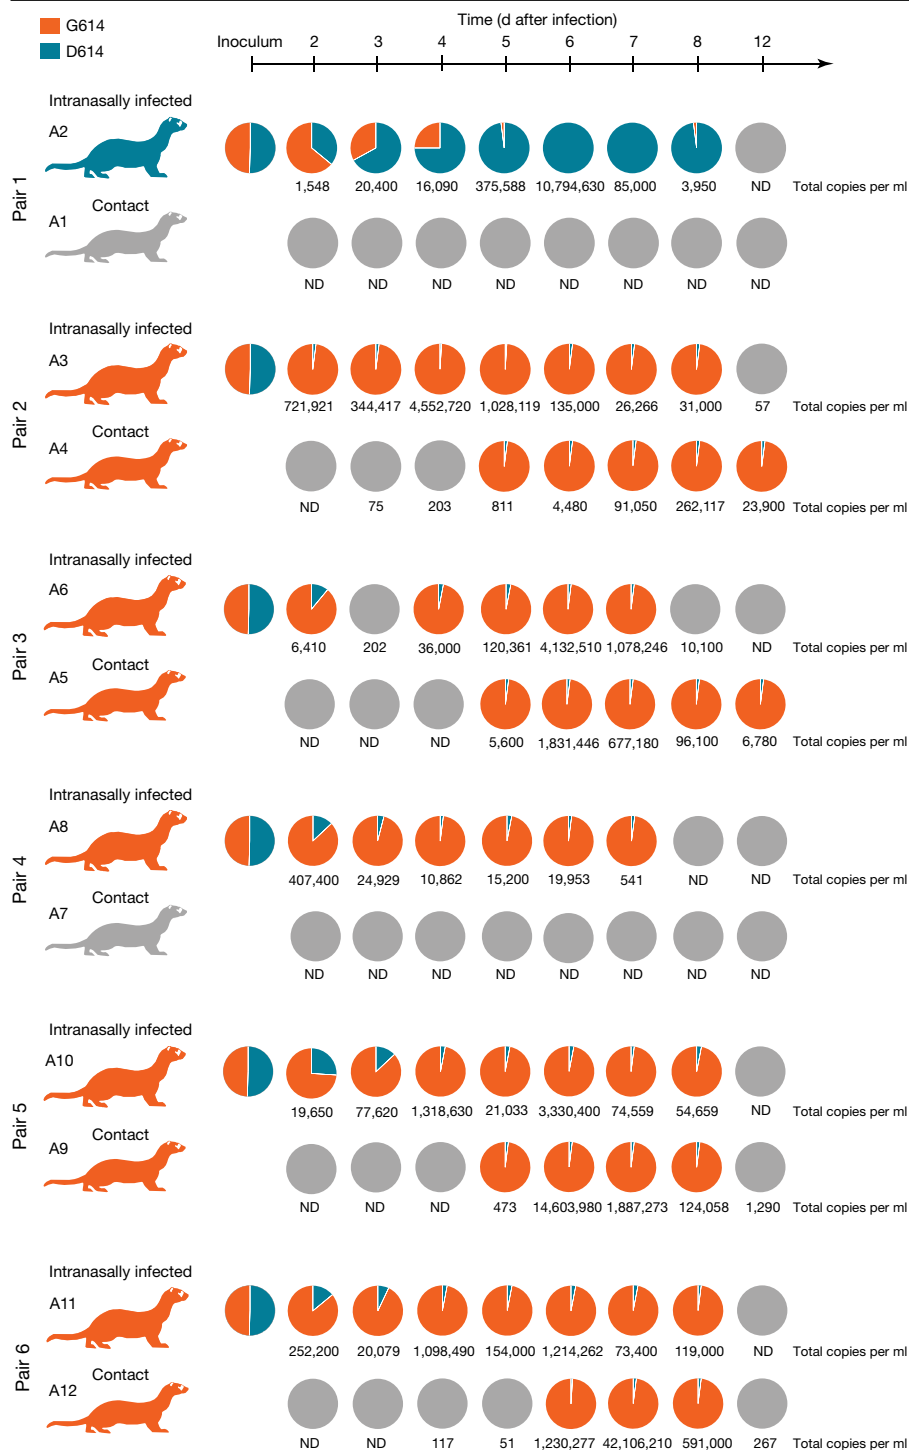 G614
D614
Time (d after infection)
Inoculum 2 3 4 5 6 7 8 12
Pair 1
Intranasally infected
A2
1,548 20,400 16,090 375,588 10,794,630 85,000 3,950 ND Total copies per ml
Contact
A1
ND ND ND ND ND ND ND ND
Pair 2
Intranasally infected
A3
721,921 344,417 4,552,720 1,028,119 135,000 26,266 31,000 57 Total copies per ml
Contact
A4
ND 75 203 811 4,480 91,050 262,117 23,900 Total copies per ml
Pair 3
Intranasally infected
A6
6,410 202 36,000 120,361 4,132,510 1,078,246 10,100 ND Total copies per ml
Contact
A5
ND ND ND 5,600 1,831,446 677,180 96,100 6,780 Total copies per ml
Pair 4
Intranasally infected
A8
407,400 24,929 10,862 15,200 19,953 541 ND ND Total copies per ml
Contact
A7
ND ND ND ND ND ND ND ND
Pair 5
Intranasally infected
A10
19,650 77,620 1,318,630 21,033 3,330,400 74,559 54,659 ND Total copies per ml
Contact
A9
ND ND ND 473 14,603,980 1,887,273 124,058 1,290 Total copies per ml
Pair 6
Intranasally infected
A11
252,200 20,079 1,098,490 154,000 1,214,262 73,400 119,000 ND Total copies per ml
Contact
A12
ND ND 117 51 1,230,277 42,106,210 591,000 267 Total copies per ml